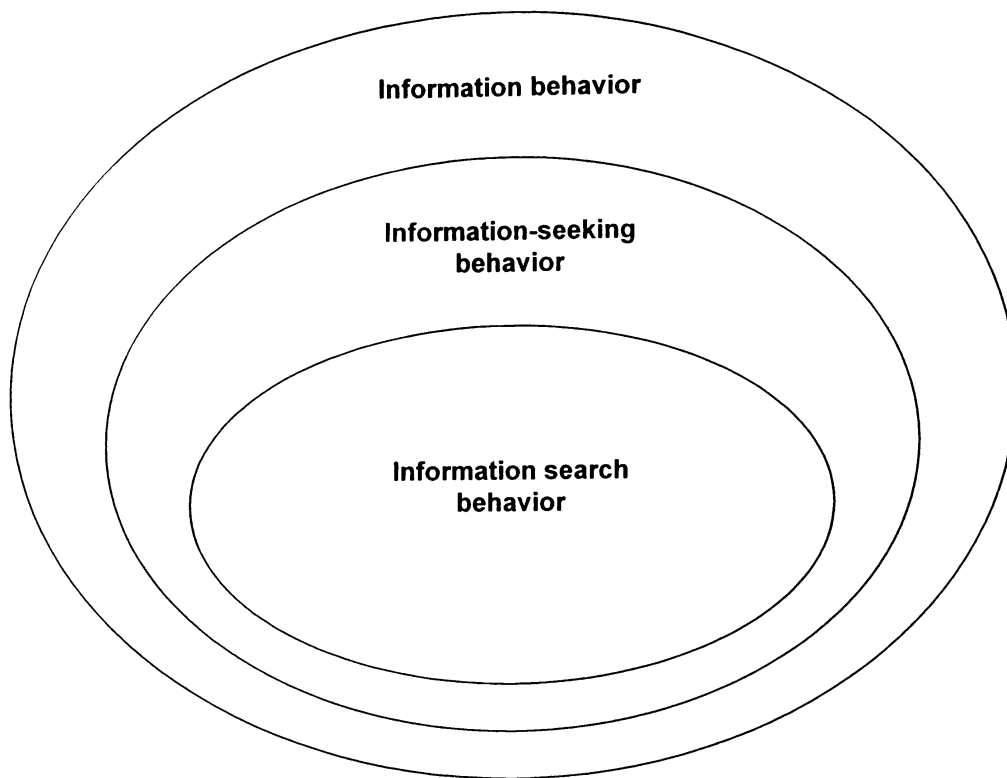 Information behavior
Information-seeking
behavior
Information search
behavior